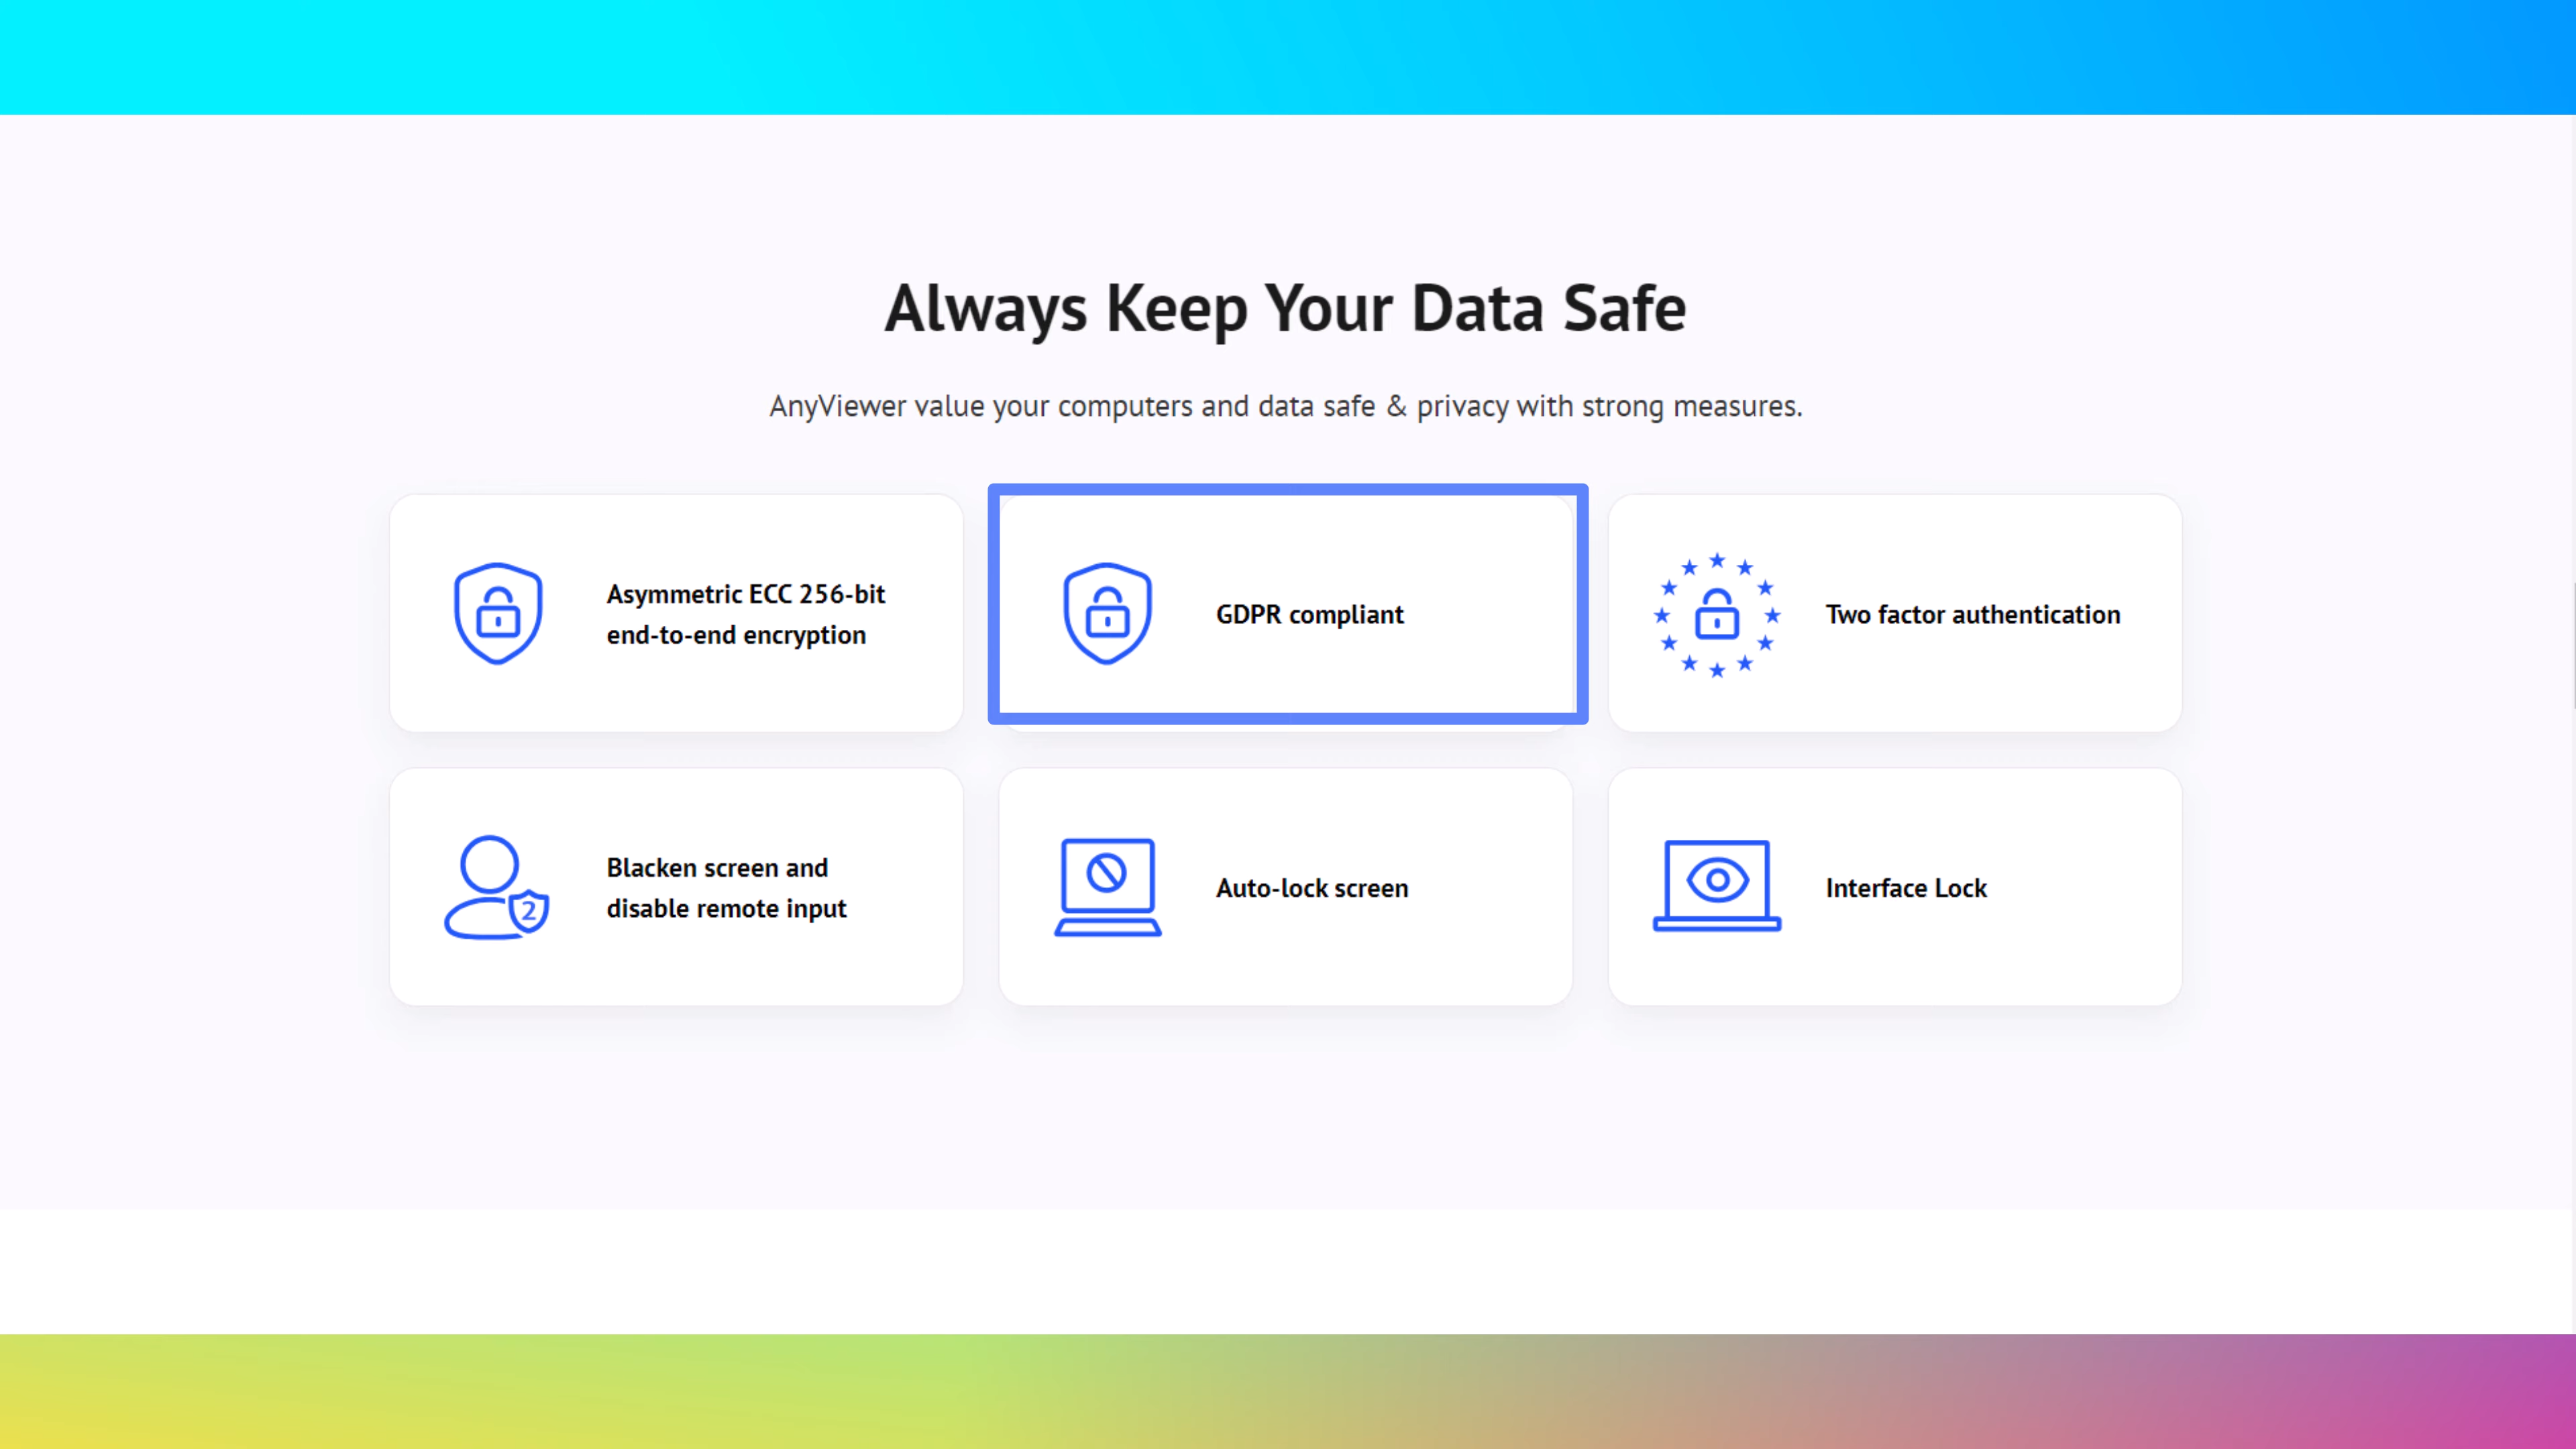 Always Keep Your Data Safe
AnyViewer value your computers and data safe & privacy with strong measures.
Asymmetric ECC 256-bit
end-to-end encryption
GDPR compliant
Two factor authentication
2
Blacken screen and
disable remote input
Auto-lock screen
Interface Lock